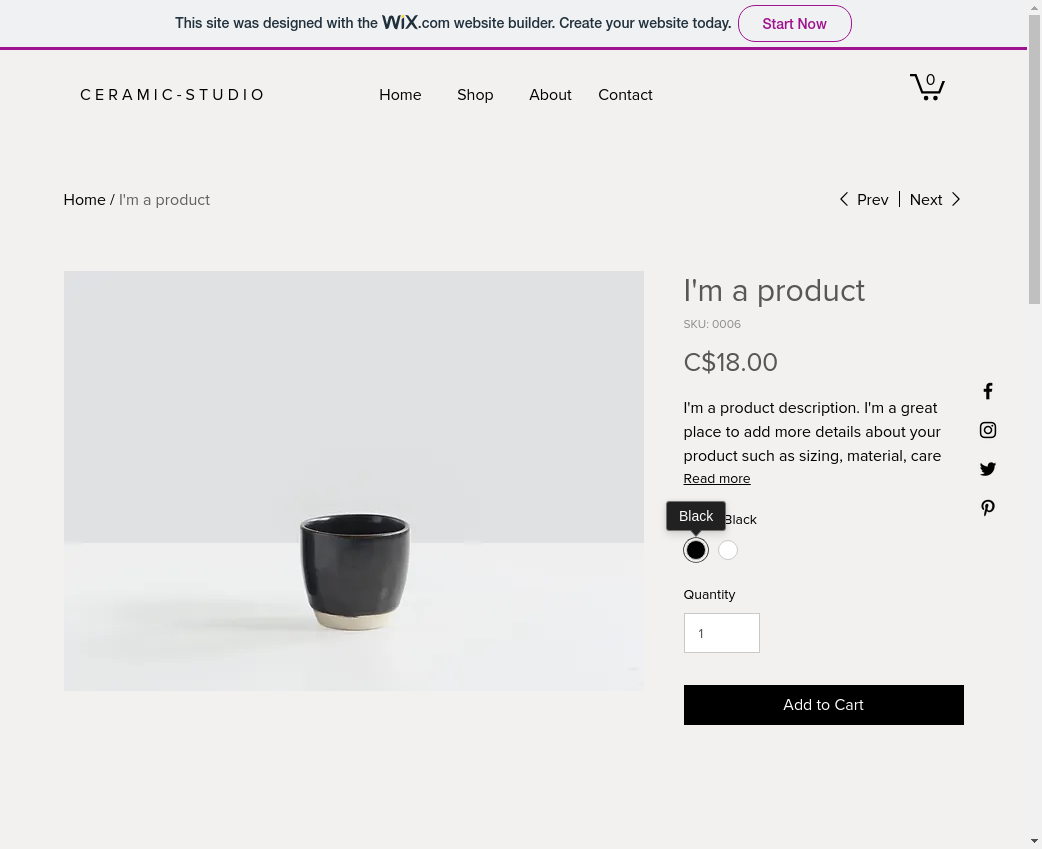 This site was designed with the WiX.com website builder. Create your website today. Start Now
CERAMIC-STUDIO Home Shop About Contact 0
Home / I'm a product Prev Next
I'm a product
SKU: 0006
C$18.00
I'm a product description. I'm a great
place to add more details about your
product such as sizing, material, care
Read more
Black
Black
Quantity
1
Add to Cart